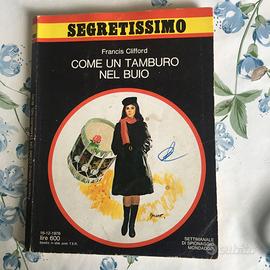 SEGRETISSIMO
Francis Clifford
COME UN TAMBURO
NEL BUIO
lire 600
SETTIMANALE
DI SPIONAGGIO
MONDADORI